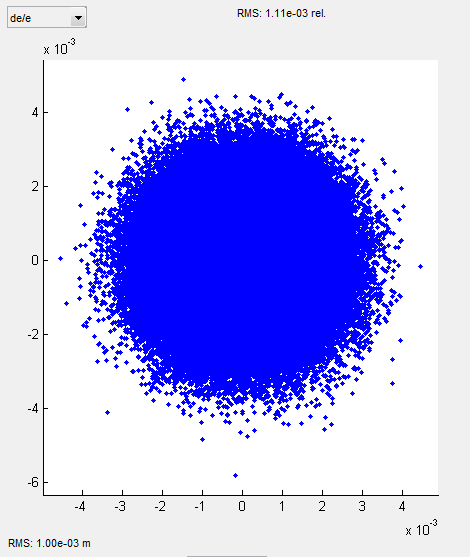 de/e
RMS: 1.11e-03 rel.
x 10⁻³
4
2
0
-2
-4
-6
-4 -3 -2 -1 0 1 2 3 4
x 10⁻³
RMS: 1.00e-03 m